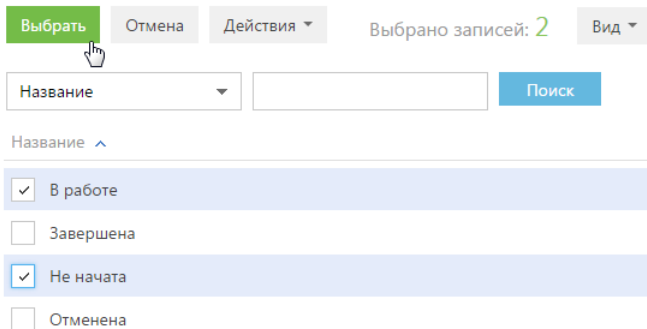 Выбрать Отмена Действия Выбрано записей: 2 Вид
Название Поиск
Название
В работе
Завершена
Не начата
Отменена